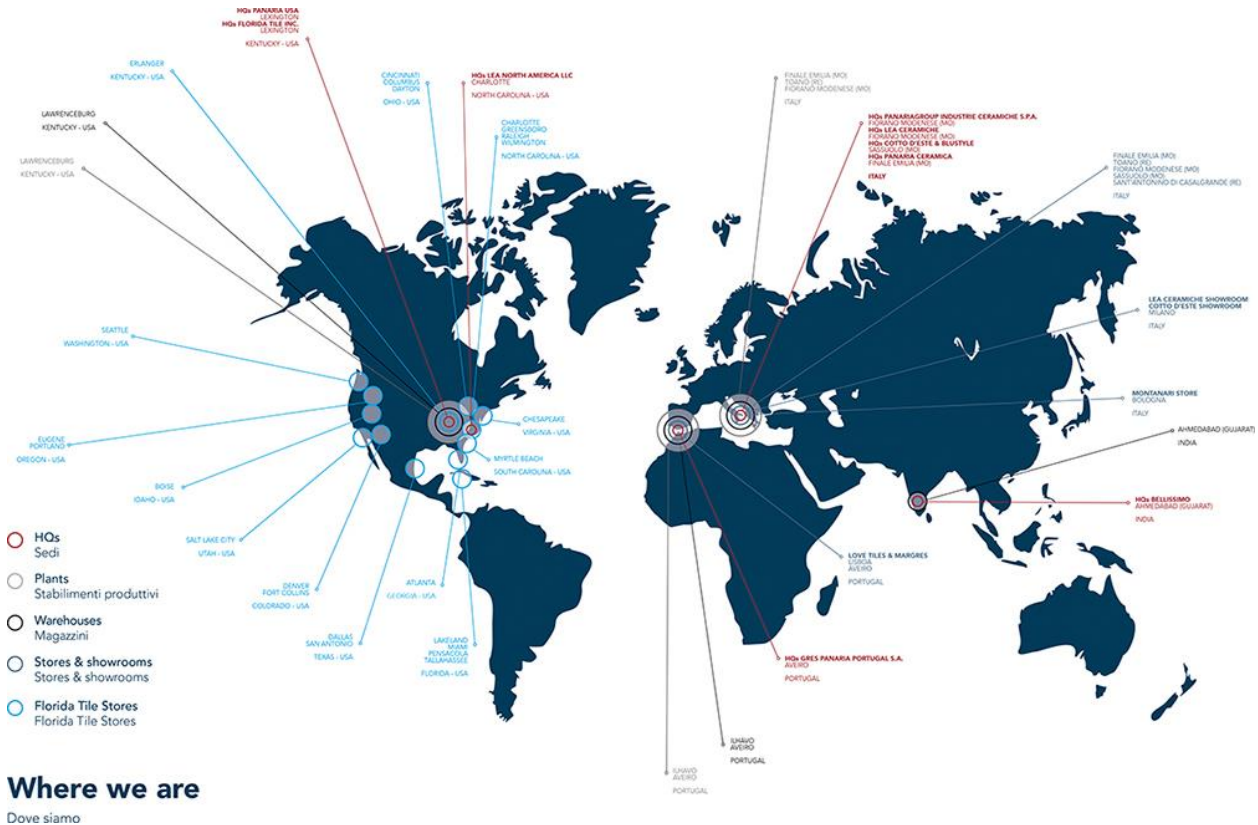 HQs PANARIA USA
LEXINGTON
HQs FLORIDA TILE INC.
LEXINGTON
KENTUCKY - USA
ERLANGER
KENTUCKY - USA
LAWRENCEBURG
KENTUCKY - USA
LAWRENCEBURG
KENTUCKY - USA
CINCINNATI
COLUMBUS
DAYTON
OHIO - USA
HQs LEA NORTH AMERICA LLC
CHARLOTTE
NORTH CAROLINA - USA
CHARLOTTE
GREENSBORO
RALEIGH
WILMINGTON
NORTH CAROLINA - USA
FINALE EMILIA (MO)
TOANO (RE)
FIORANO MODENESE (MO)
ITALY
HQs PANARIAGROUP INDUSTRIE CERAMICHE S.P.A.
FIORANO MODENESE (MO)
HQs LEA CERAMICHE
FIORANO MODENESE (MO)
HQs COTTO D'ESTE & BLUSTYLE
SASSUOLO (MO)
HQs PANARIA CERAMICA
FINALE EMILIA (MO)
ITALY
FINALE EMILIA (MO)
TOANO (RE)
FIORANO MODENESE (MO)
SASSUOLO (MO)
SANT'ANTONINO DI CASALGRANDE (RE)
ITALY
LEA CERAMICHE SHOWROOM
COTTO D'ESTE SHOWROOM
MILANO
ITALY
MONTANARI STORE
BOLOGNA
ITALY
AHMEDABAD (GUJARAT)
INDIA
HQs BELLISSIMO
AHMEDABAD (GUJARAT)
INDIA
SEATTLE
WASHINGTON - USA
EUGENE
PORTLAND
OREGON - USA
BOISE
IDAHO - USA
SALT LAKE CITY
UTAH - USA
DENVER
FORT COLLINS
COLORADO - USA
DALLAS
SAN ANTONIO
TEXAS - USA
ATLANTA
GEORGIA - USA
LAKELAND
MIAMI
PENSACOLA
TALLAHASSEE
FLORIDA - USA
CHESAPEAKE
VIRGINIA - USA
MYRTLE BEACH
SOUTH CAROLINA - USA
LOVE TILES & MARGRES
LISBOA
AVEIRO
PORTUGAL
HQs GRES PANARIA PORTUGAL S.A.
AVEIRO
PORTUGAL
ILHAVO
AVEIRO
PORTUGAL
ILHAVO
AVEIRO
PORTUGAL
HQs
Sedi
Plants
Stabilimenti produttivi
Warehouses
Magazzini
Stores & showrooms
Stores & showrooms
Florida Tile Stores
Florida Tile Stores
Where we are
Dove siamo